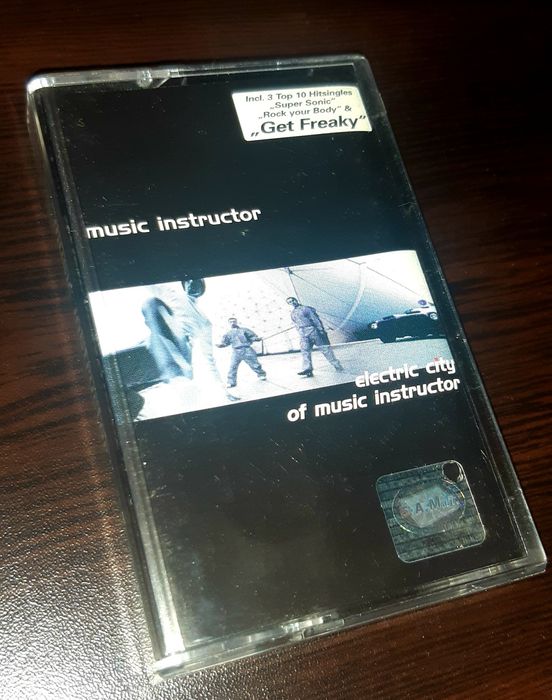 Incl. 3 Top 10 Hitsingles
„Super Sonic"
„Rock your Body" &
„Get Freaky"
music instructor
electric city
of music instructor